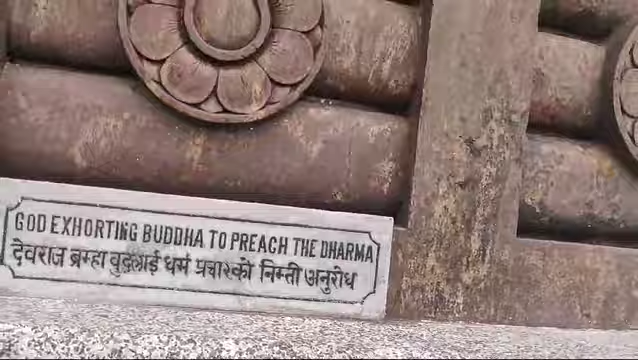 GOD EXHORTING BUDDHA TO PREACH THE DHARMA
देवराज ब्रम्हा बुद्धलाई धर्म प्रचारको निम्ती अनुरोध